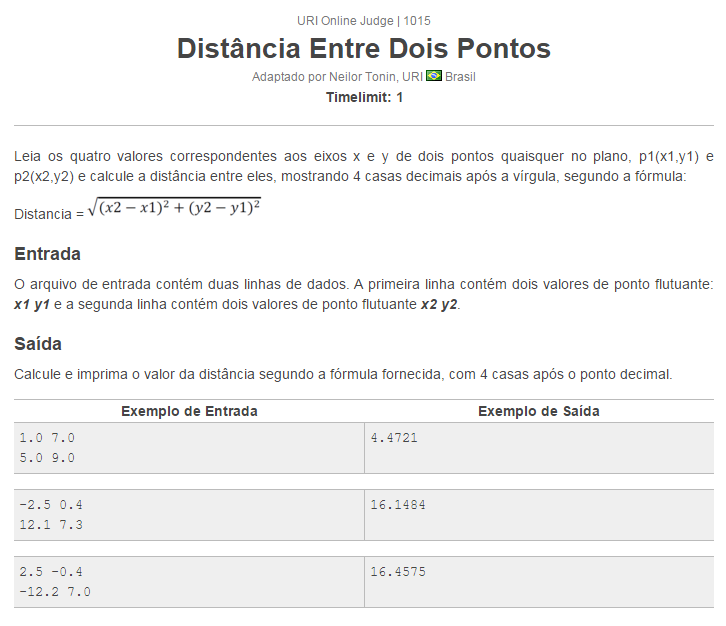 URI Online Judge | 1015
Distância Entre Dois Pontos
Adaptado por Neilor Tonin, URI Brasil
Timelimit: 1
Leia os quatro valores correspondentes aos eixos x e y de dois pontos quaisquer no plano, p1(x1,y1) e
p2(x2,y2) e calcule a distância entre eles, mostrando 4 casas decimais após a vírgula, segundo a fórmula:
Distancia = √(x2 − x1)² + (y2 − y1)²
Entrada
O arquivo de entrada contém duas linhas de dados. A primeira linha contém dois valores de ponto flutuante:
x1 y1 e a segunda linha contém dois valores de ponto flutuante x2 y2.
Saída
Calcule e imprima o valor da distância segundo a fórmula fornecida, com 4 casas após o ponto decimal.
Exemplo de Entrada Exemplo de Saída
1.0 7.0 4.4721
5.0 9.0
-2.5 0.4 16.1484
12.1 7.3
2.5 -0.4 16.4575
-12.2 7.0